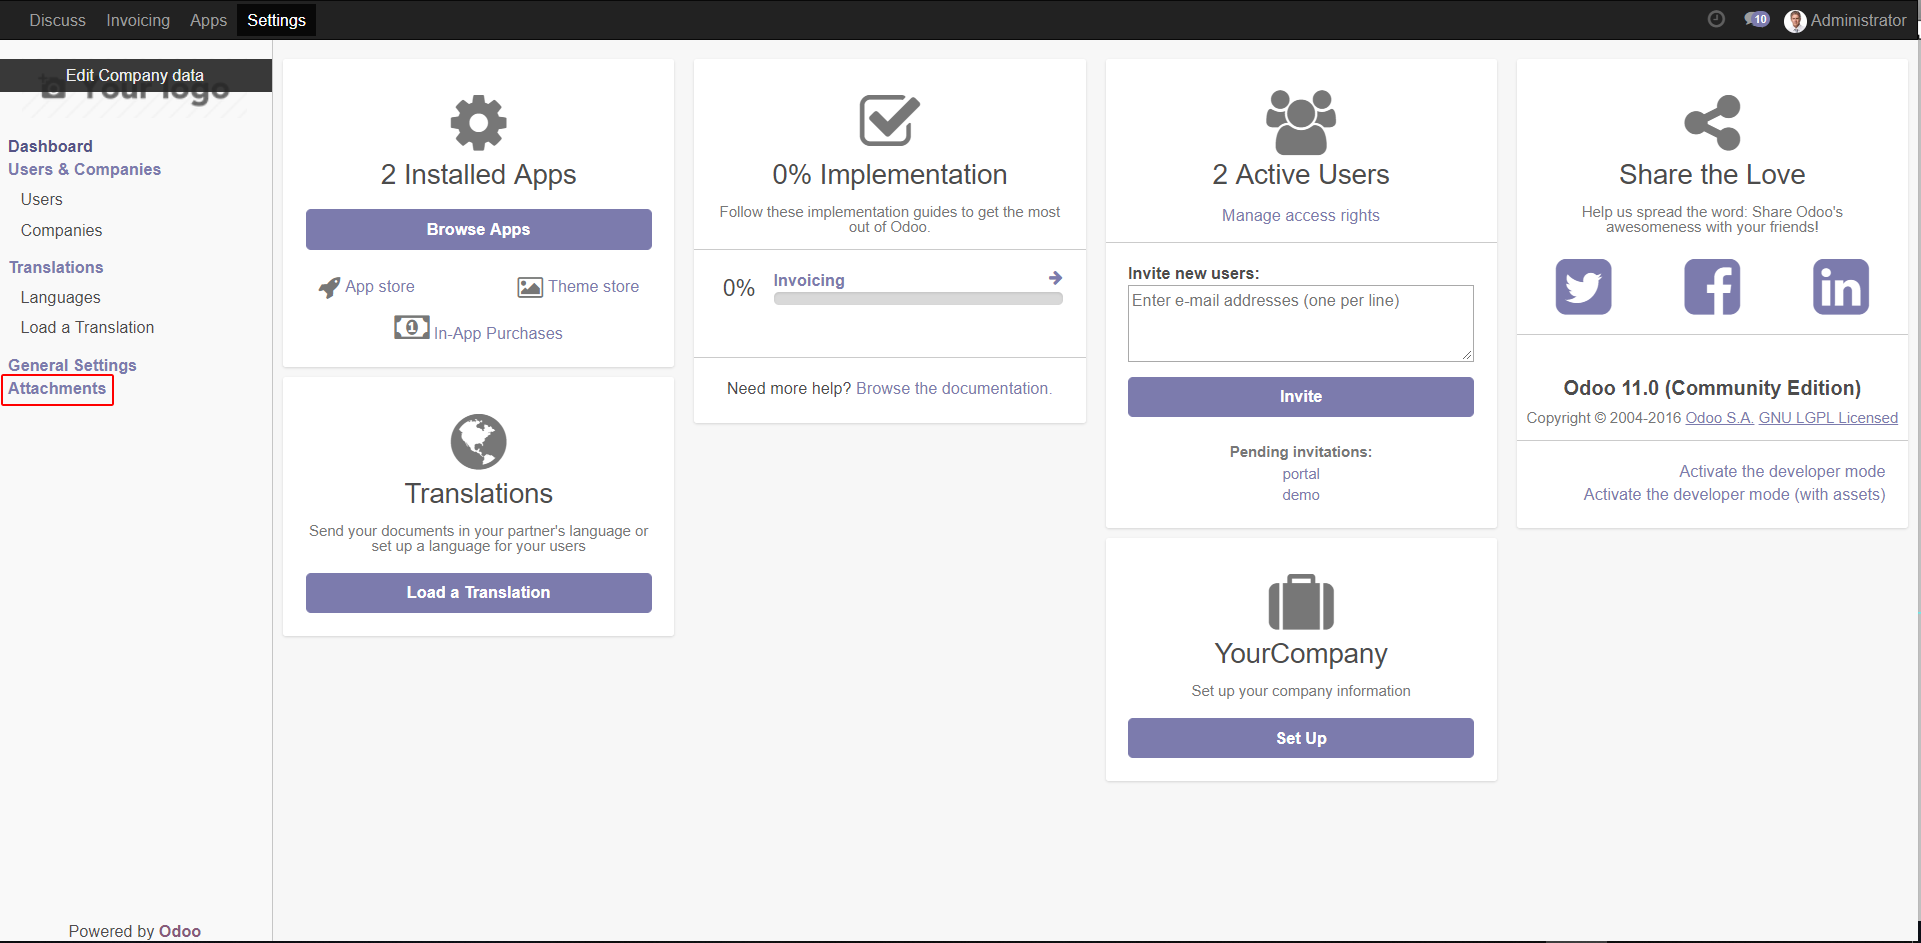 Discuss Invoicing Apps Settings
10 Administrator
Edit Company data
Your logo
Dashboard
Users & Companies
Users
Companies
Translations
Languages
Load a Translation
General Settings
Attachments
Powered by Odoo
2 Installed Apps
Browse Apps
App store
Theme store
1 In-App Purchases
Translations
Send your documents in your partner's language or
set up a language for your users
Load a Translation
0% Implementation
Follow these implementation guides to get the most
out of Odoo.
0% Invoicing
Need more help? Browse the documentation.
2 Active Users
Manage access rights
Invite new users:
Enter e-mail addresses (one per line)
Invite
Pending invitations:
portal
demo
YourCompany
Set up your company information
Set Up
Share the Love
Help us spread the word: Share Odoo's
awesomeness with your friends!
f
in
Odoo 11.0 (Community Edition)
Copyright © 2004-2016 Odoo S.A. GNU LGPL Licensed
Activate the developer mode
Activate the developer mode (with assets)